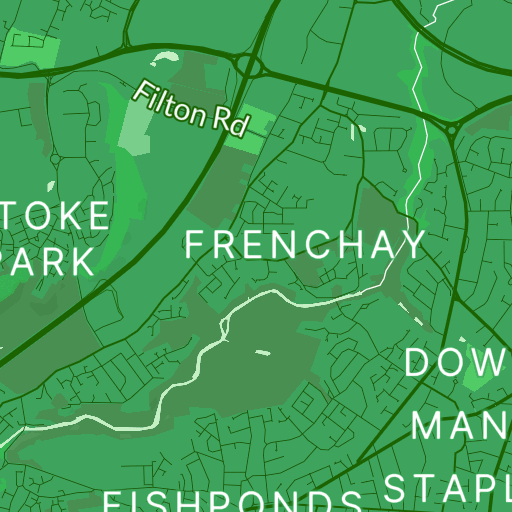 Filton Rd
TOKE
PARK
FRENCHAY
DOW
MAN
STAPL
FISHPONDS